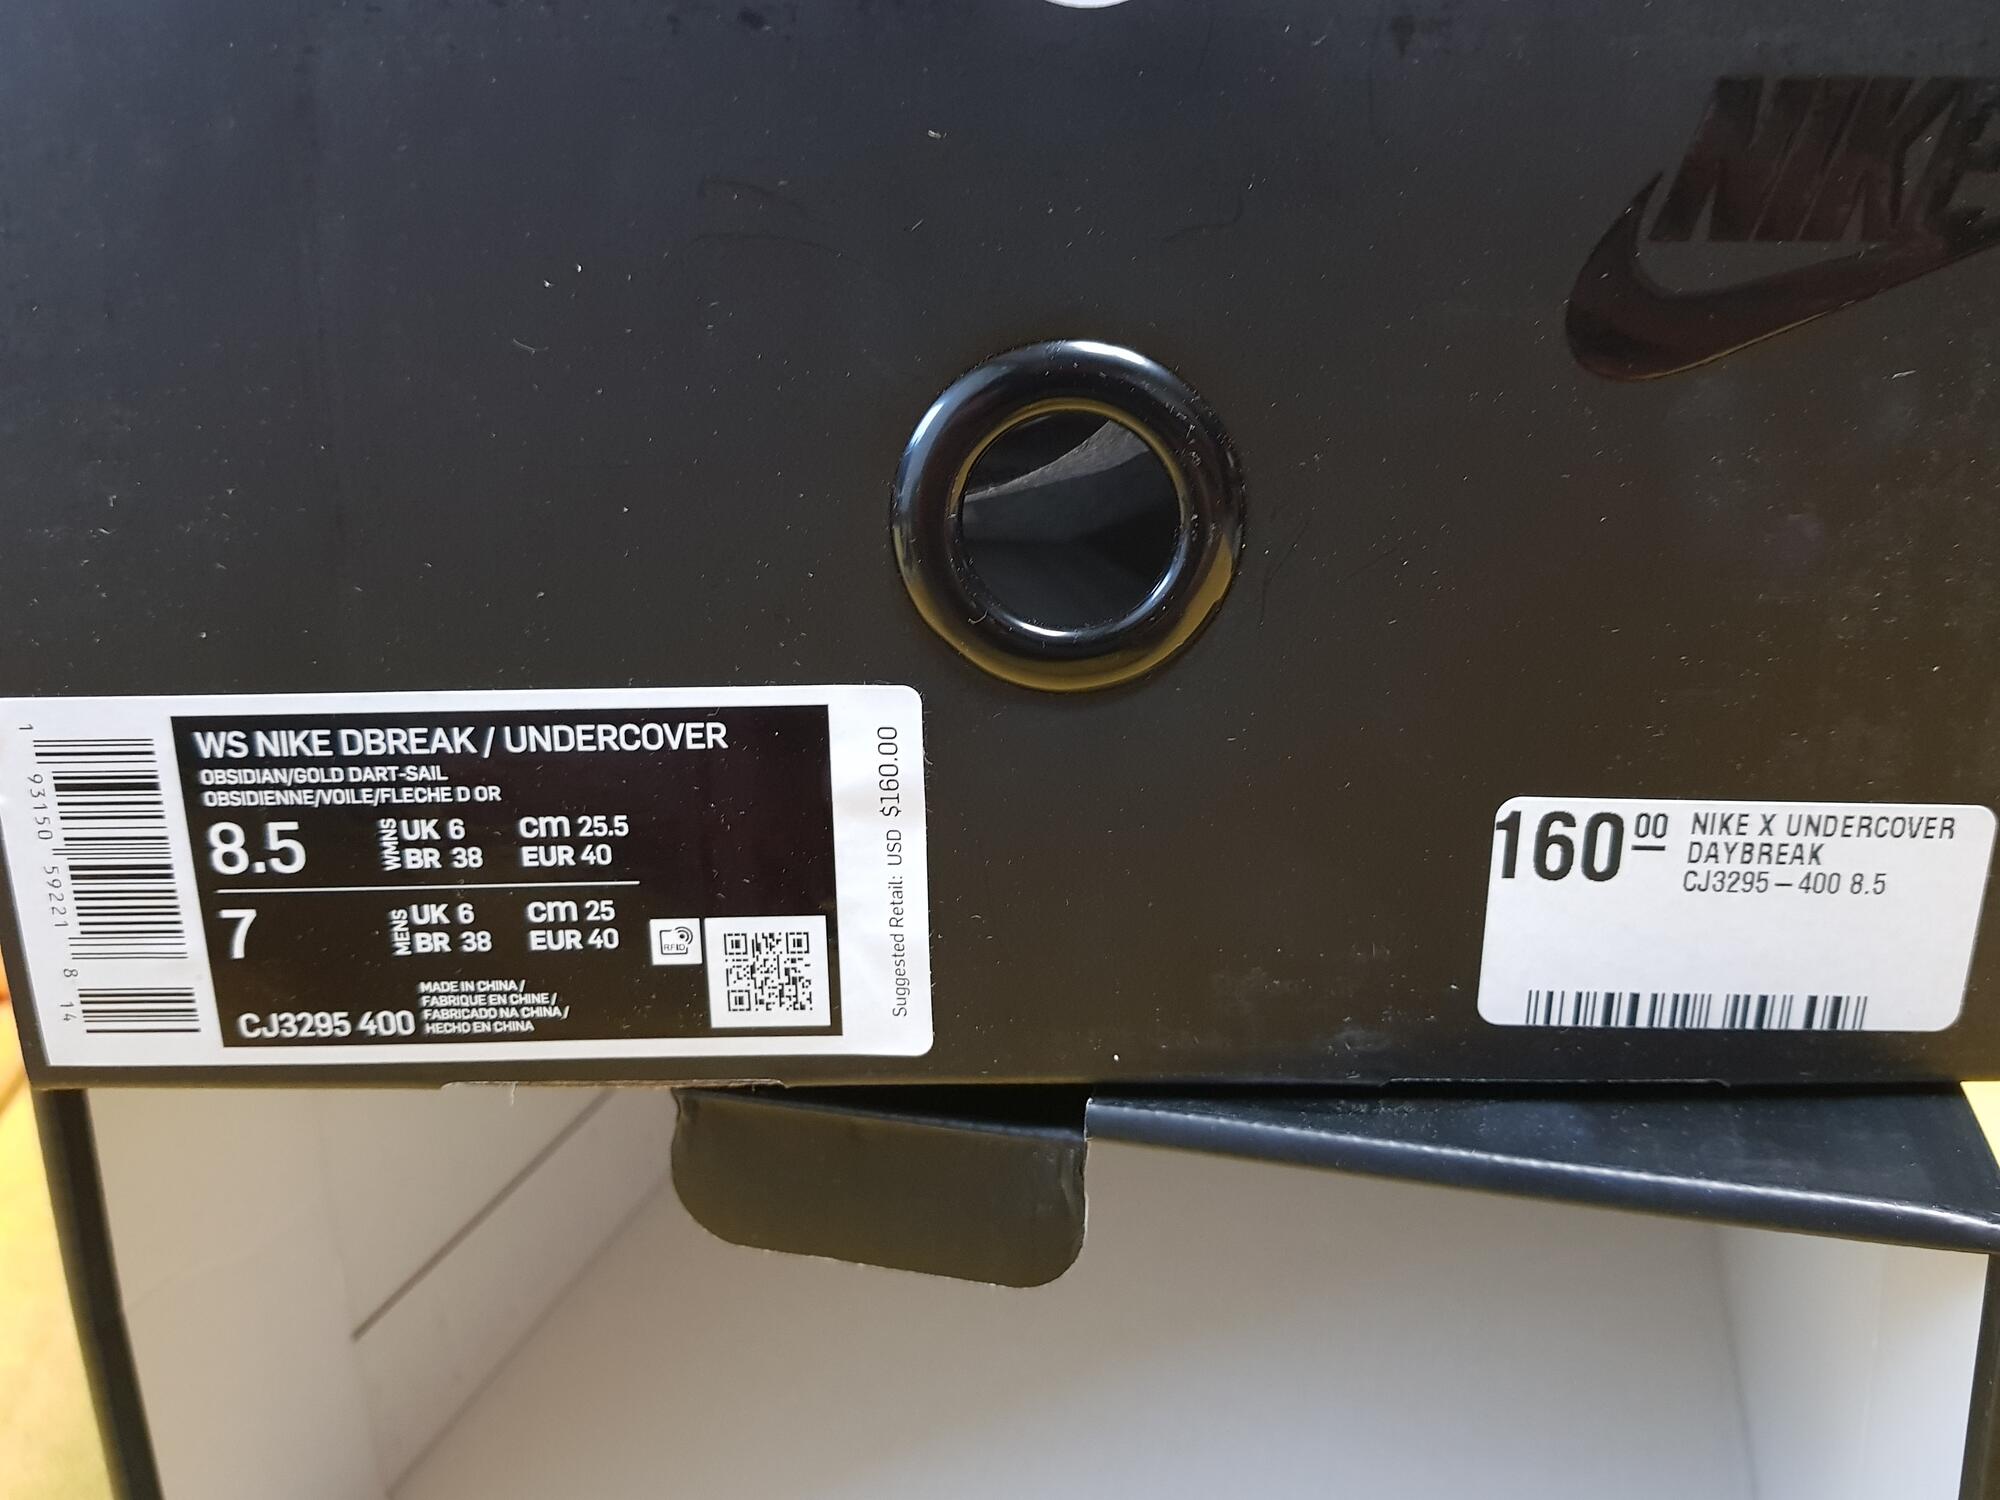 NIKE
WS NIKE DBREAK / UNDERCOVER
OBSIDIAN/GOLD DART-SAIL
OBSIDIENNE/VOILE/FLECHE D OR
8.5 WMNS UK 6 cm 25.5
BR 38 EUR 40
7 MENS UK 6 cm 25
BR 38 EUR 40
RFID
CJ3295 400
MADE IN CHINA /
FABRIQUE EN CHINE /
FABRICADO NA CHINA /
HECHO EN CHINA
1 93150 59221 8 14
Suggested Retail: USD $160.00
160 00
NIKE X UNDERCOVER
DAYBREAK
CJ3295-400 8.5